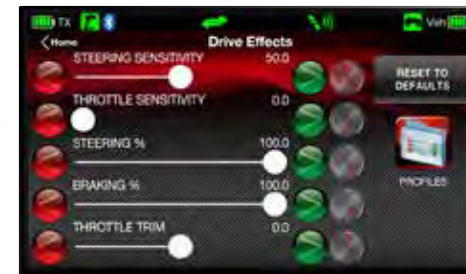 TX Veh
Home Drive Effects
STEERING SENSITIVITY 50.0
RESET TO
DEFAULTS
THROTTLE SENSITIVITY 0.0
STEERING % 100.0
BRAKING % 100.0
PROFILES
THROTTLE TRIM 0.0